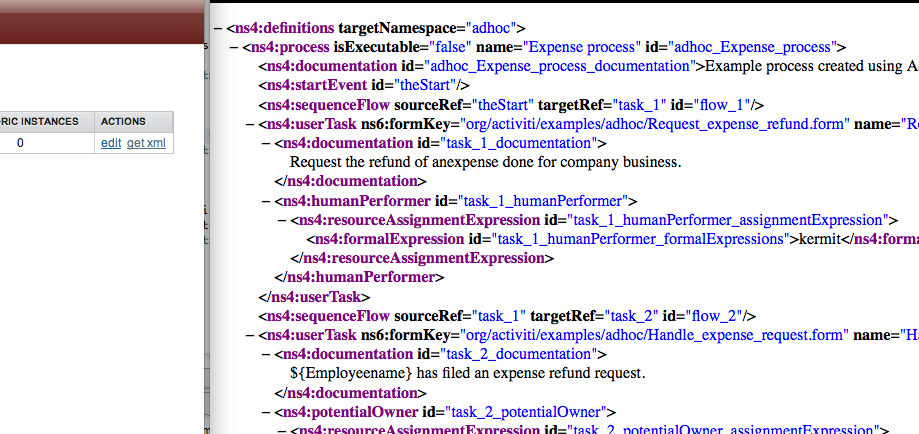 RIC INSTANCES ACTIONS
0 edit get xml
– <ns4:definitions targetNamespace="adhoc">
– <ns4:process isExecutable="false" name="Expense process" id="adhoc_Expense_process">
<ns4:documentation id="adhoc_Expense_process_documentation">Example process created using A
<ns4:startEvent id="theStart"/>
<ns4:sequenceFlow sourceRef="theStart" targetRef="task_1" id="flow_1"/>
– <ns4:userTask ns6:formKey="org/activiti/examples/adhoc/Request_expense_refund.form" name="R
– <ns4:documentation id="task_1_documentation">
Request the refund of anexpense done for company business.
</ns4:documentation>
– <ns4:humanPerformer id="task_1_humanPerformer">
– <ns4:resourceAssignmentExpression id="task_1_humanPerformer_assignmentExpression">
<ns4:formalExpression id="task_1_humanPerformer_formalExpressions">kermit</ns4:forma
</ns4:resourceAssignmentExpression>
</ns4:humanPerformer>
</ns4:userTask>
<ns4:sequenceFlow sourceRef="task_1" targetRef="task_2" id="flow_2"/>
– <ns4:userTask ns6:formKey="org/activiti/examples/adhoc/Handle_expense_request.form" name="Ha
– <ns4:documentation id="task_2_documentation">
${Employeename} has filed an expense refund request.
</ns4:documentation>
– <ns4:potentialOwner id="task_2_potentialOwner">
– <ns4:resourceAssignmentExpression id="task_2_potentialOwner_assignmentExpression">